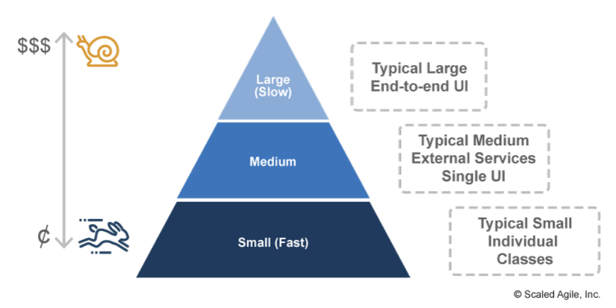 $$$
Large
(Slow)
Typical Large
End-to-end UI
Medium
Typical Medium
External Services
Single UI
¢
Small (Fast)
Typical Small
Individual
Classes
© Scaled Agile, Inc.